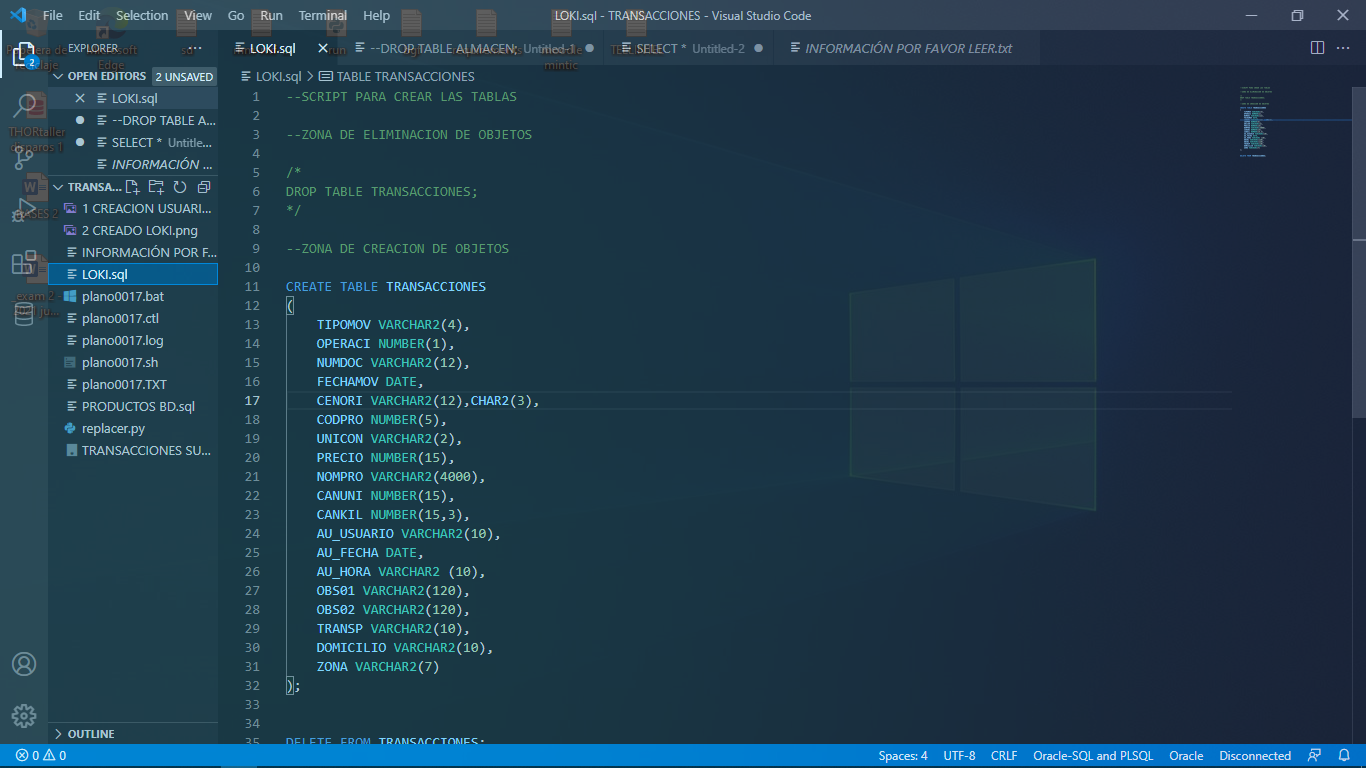 File Edit Selection View Go Run Terminal Help
LOKI.sql - TRANSACCIONES - Visual Studio Code
EXPLORER
LOKI.sql
--DROP TABLE ALMACEN; Untitled-1
SELECT * Untitled-2
INFORMACIÓN POR FAVOR LEER.txt
OPEN EDITORS 2 UNSAVED
LOKI.sql
--DROP TABLE A...
SELECT * Untitle...
INFORMACIÓN ...
TRANSA...
1 CREACION USUARI...
2 CREADO LOKI.png
INFORMACIÓN POR F...
LOKI.sql
plano0017.bat
plano0017.ctl
plano0017.log
plano0017.sh
plano0017.TXT
PRODUCTOS BD.sql
replacer.py
TRANSACCIONES SU...
OUTLINE
LOKI.sql > TABLE TRANSACCIONES
1 --SCRIPT PARA CREAR LAS TABLAS
2
3 --ZONA DE ELIMINACION DE OBJETOS
4
5 /*
6 DROP TABLE TRANSACCIONES;
7 */
8
9 --ZONA DE CREACION DE OBJETOS
10
11 CREATE TABLE TRANSACCIONES
12 (
13 TIPOMOV VARCHAR2(4),
14 OPERACI NUMBER(1),
15 NUMDOC VARCHAR2(12),
16 FECHAMOV DATE,
17 CENORI VARCHAR2(12),CHAR2(3),
18 CODPRO NUMBER(5),
19 UNICON VARCHAR2(2),
20 PRECIO NUMBER(15),
21 NOMPRO VARCHAR2(4000),
22 CANUNI NUMBER(15),
23 CANKIL NUMBER(15,3),
24 AU_USUARIO VARCHAR2(10),
25 AU_FECHA DATE,
26 AU_HORA VARCHAR2 (10),
27 OBS01 VARCHAR2(120),
28 OBS02 VARCHAR2(120),
29 TRANSP VARCHAR2(10),
30 DOMICILIO VARCHAR2(10),
31 ZONA VARCHAR2(7)
32 );
33
34
35 DELETE FROM TRANSACCIONES;
0 0
Spaces: 4 UTF-8 CRLF Oracle-SQL and PLSQL Oracle Disconnected